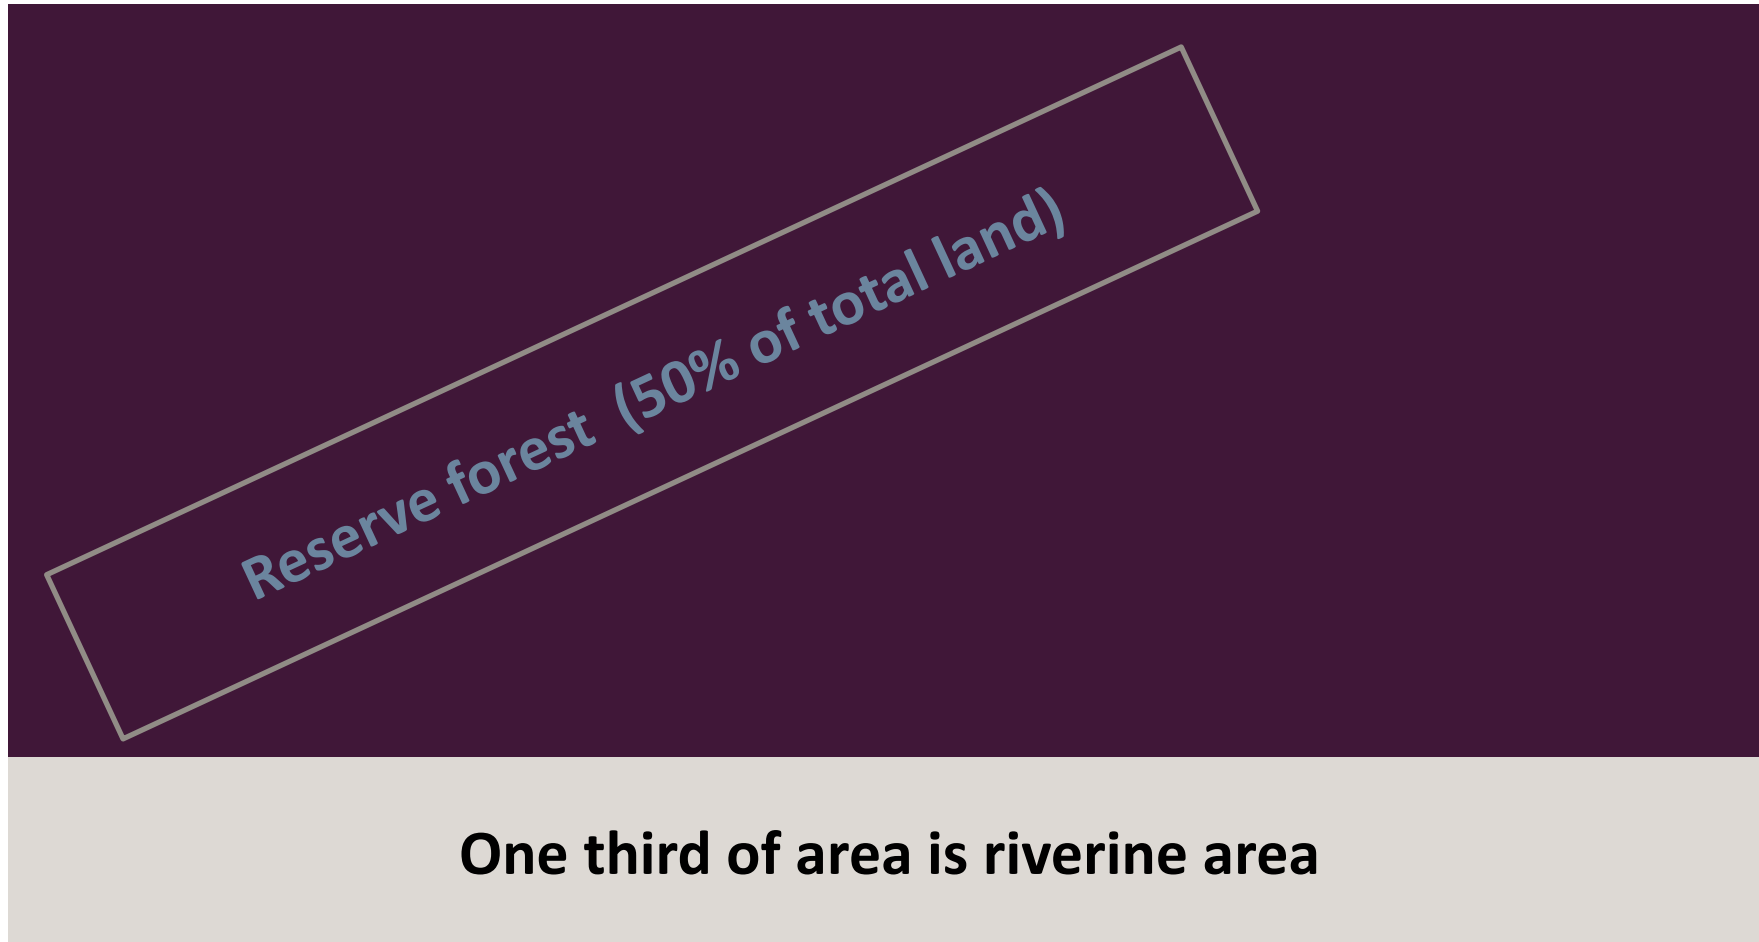 Reserve forest  (50% of total land)
One third of area is riverine area